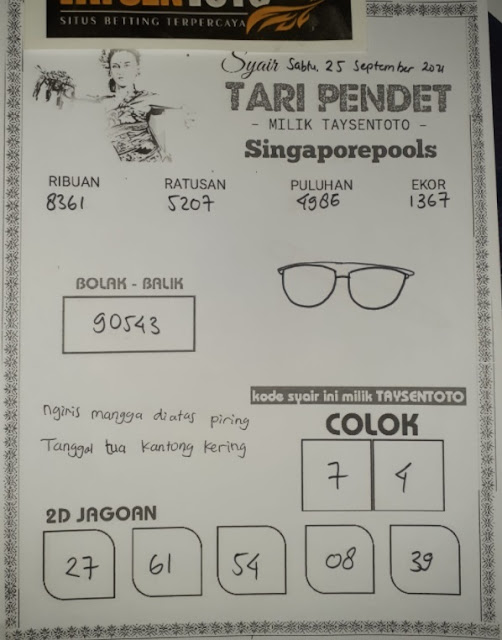 SITUS BETTING TERPERCAYA
Syair Sabtu, 25 September 2021
TARI PENDET
- MILIK TAYSENTOTO -
Singaporepools
RIBUAN RATUSAN PULUHAN EKOR
8361 5207 4986 1367
BOLAK - BALIK
90543
kode syair ini milik TAYSENTOTO
ngiris mangga diatas piring
Tanggal tua kantong kering
COLOK
7 4
2D JAGOAN
27 61 54 08 39